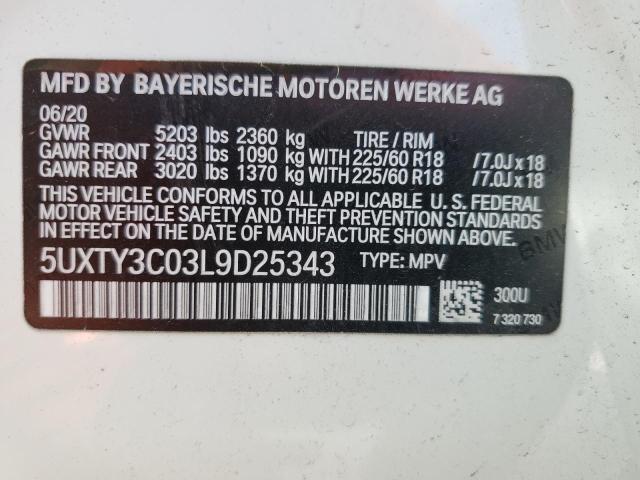 MFD BY BAYERISCHE MOTOREN WERKE AG
06/20
GVWR 5203 lbs 2360 kg TIRE / RIM
GAWR FRONT 2403 lbs 1090 kg WITH 225/60 R18 /7.0J x 18
GAWR REAR 3020 lbs 1370 kg WITH 225/60 R18 /7.0J x 18
THIS VEHICLE CONFORMS TO ALL APPLICABLE U. S. FEDERAL
MOTOR VEHICLE SAFETY AND THEFT PREVENTION STANDARDS
IN EFFECT ON THE DATE OF MANUFACTURE SHOWN ABOVE.
5UXTY3C03L9D25343 TYPE: MPV
300U
7 320 730
BMW